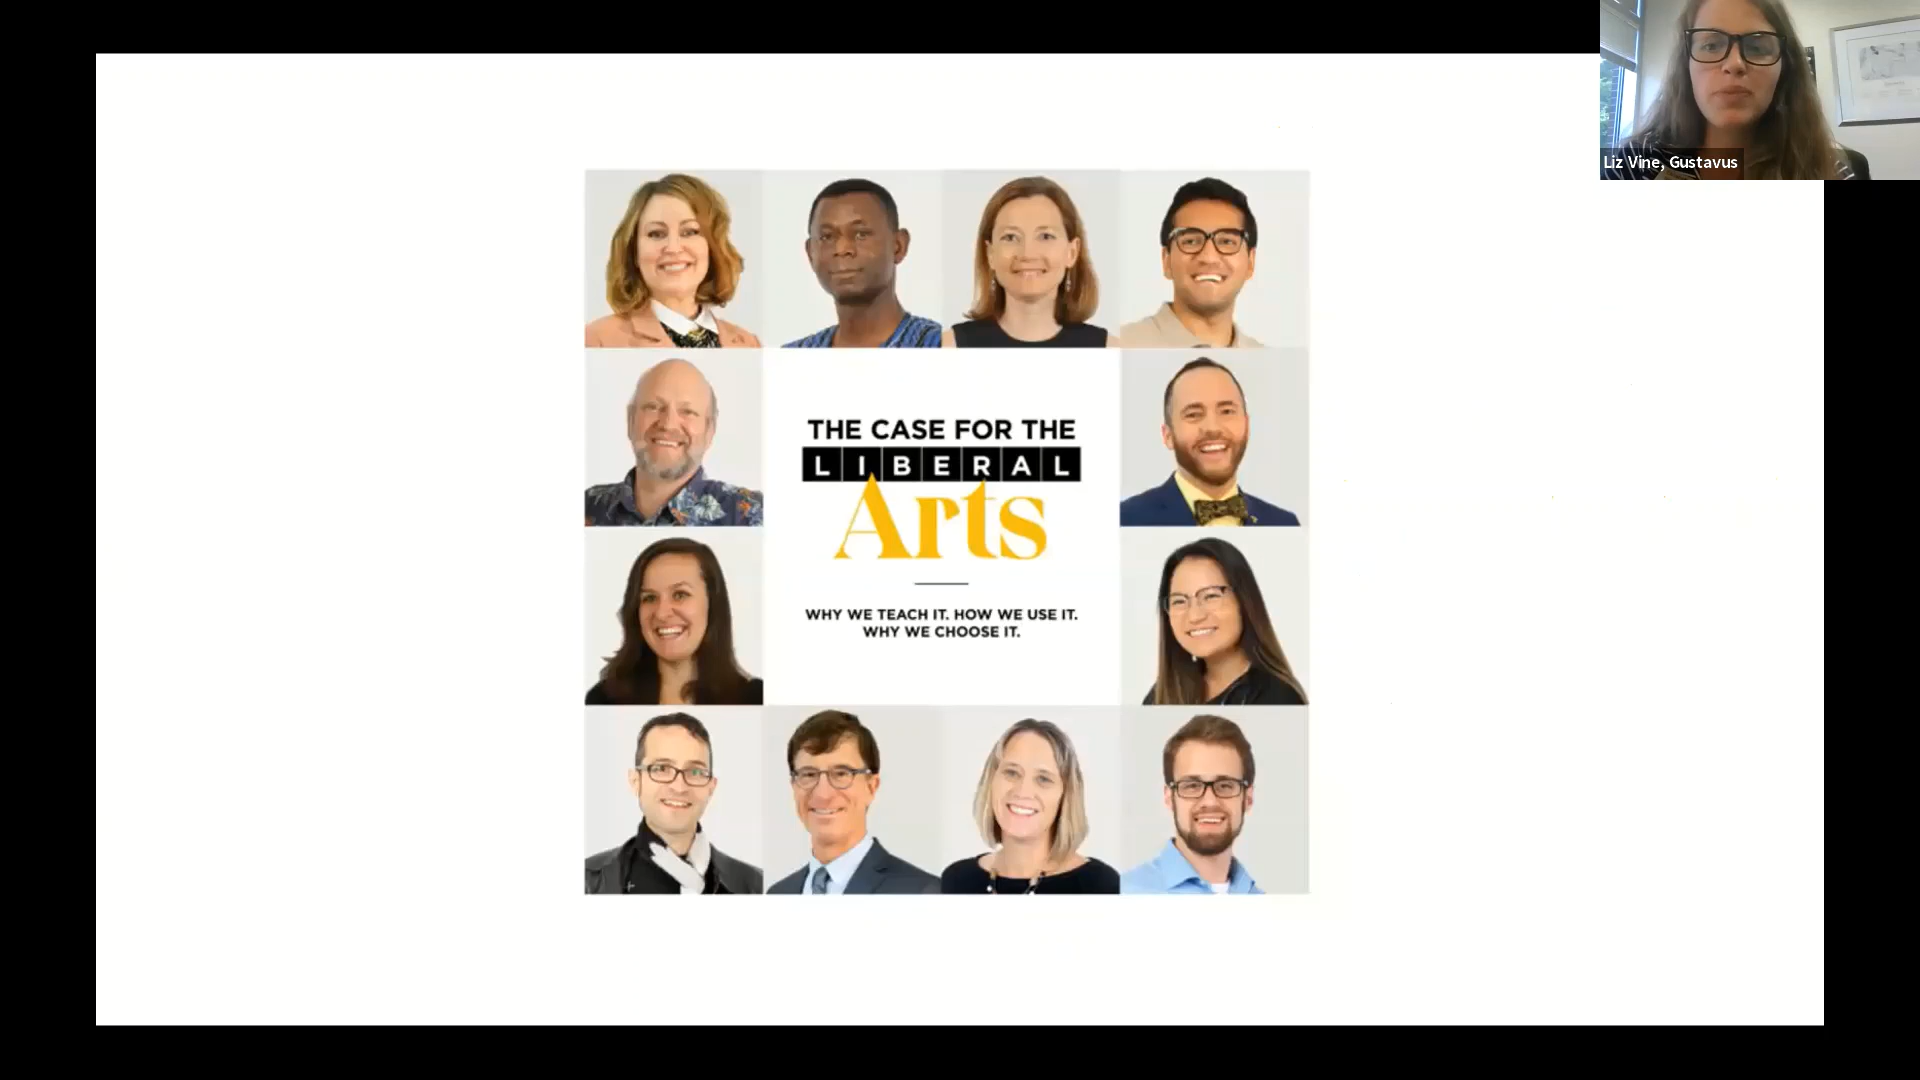 Liz Vine, Gustavus
THE CASE FOR THE
LIBERAL
Arts
WHY WE TEACH IT. HOW WE USE IT.
WHY WE CHOOSE IT.